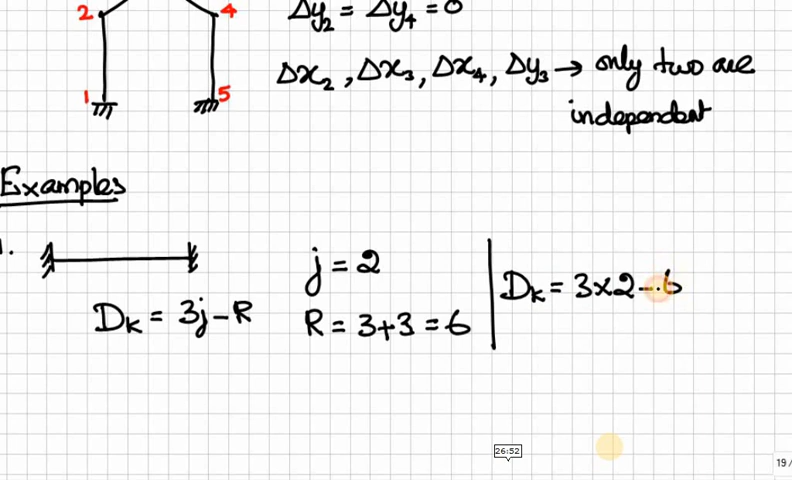 2
4
Δy₂ = Δy₄ = 0
Δx₂, Δx₃, Δx₄, Δy₃ → only two are
independent
1
5
Examples
1.
j = 2
Dₖ = 3j - R
R = 3+3 = 6
Dₖ = 3×2-6
26:52
19 /